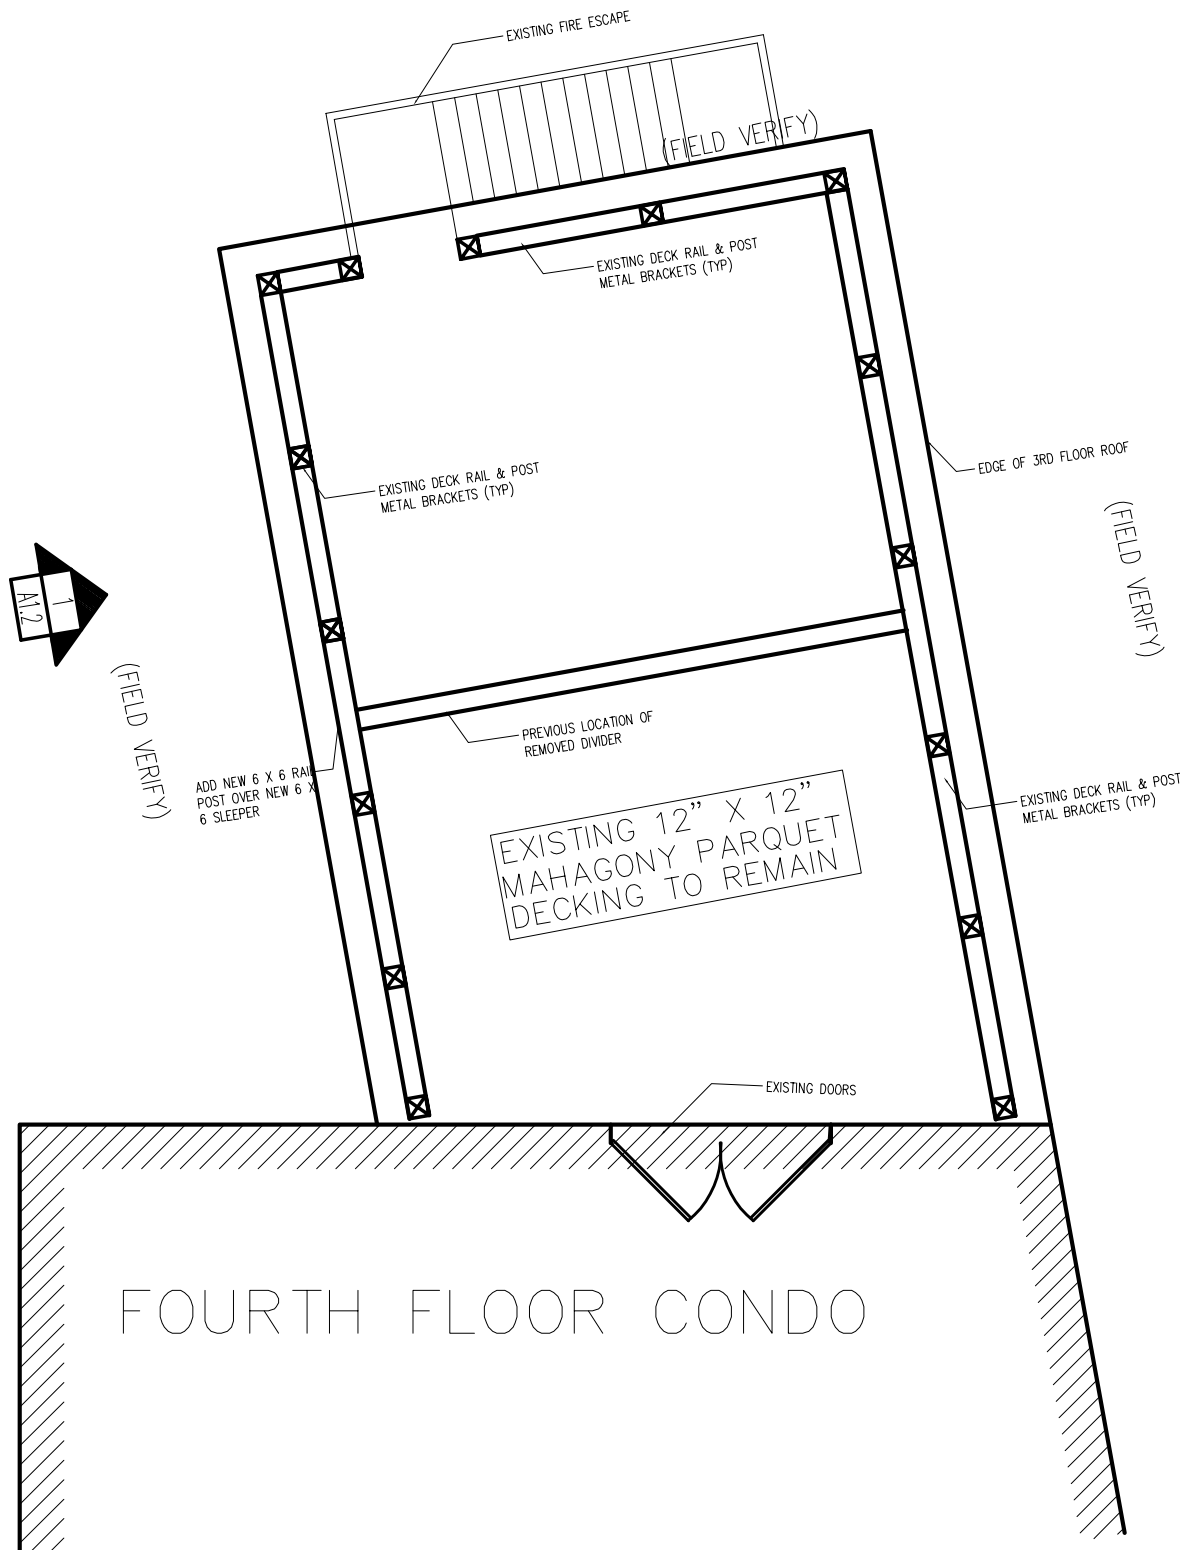 EXISTING FIRE ESCAPE
(FIELD VERIFY)
EXISTING DECK RAIL & POST
METAL BRACKETS (TYP)
EDGE OF 3RD FLOOR ROOF
EXISTING DECK RAIL & POST
METAL BRACKETS (TYP)
(FIELD VERIFY)
1
A1.2
(FIELD VERIFY)
PREVIOUS LOCATION OF
REMOVED DIVIDER
ADD NEW 6 X 6 RAIL
POST OVER NEW 6 X
6 SLEEPER
EXISTING DECK RAIL & POST
METAL BRACKETS (TYP)
EXISTING 12” X 12”
MAHAGONY PARQUET
DECKING TO REMAIN
EXISTING DOORS
FOURTH FLOOR CONDO